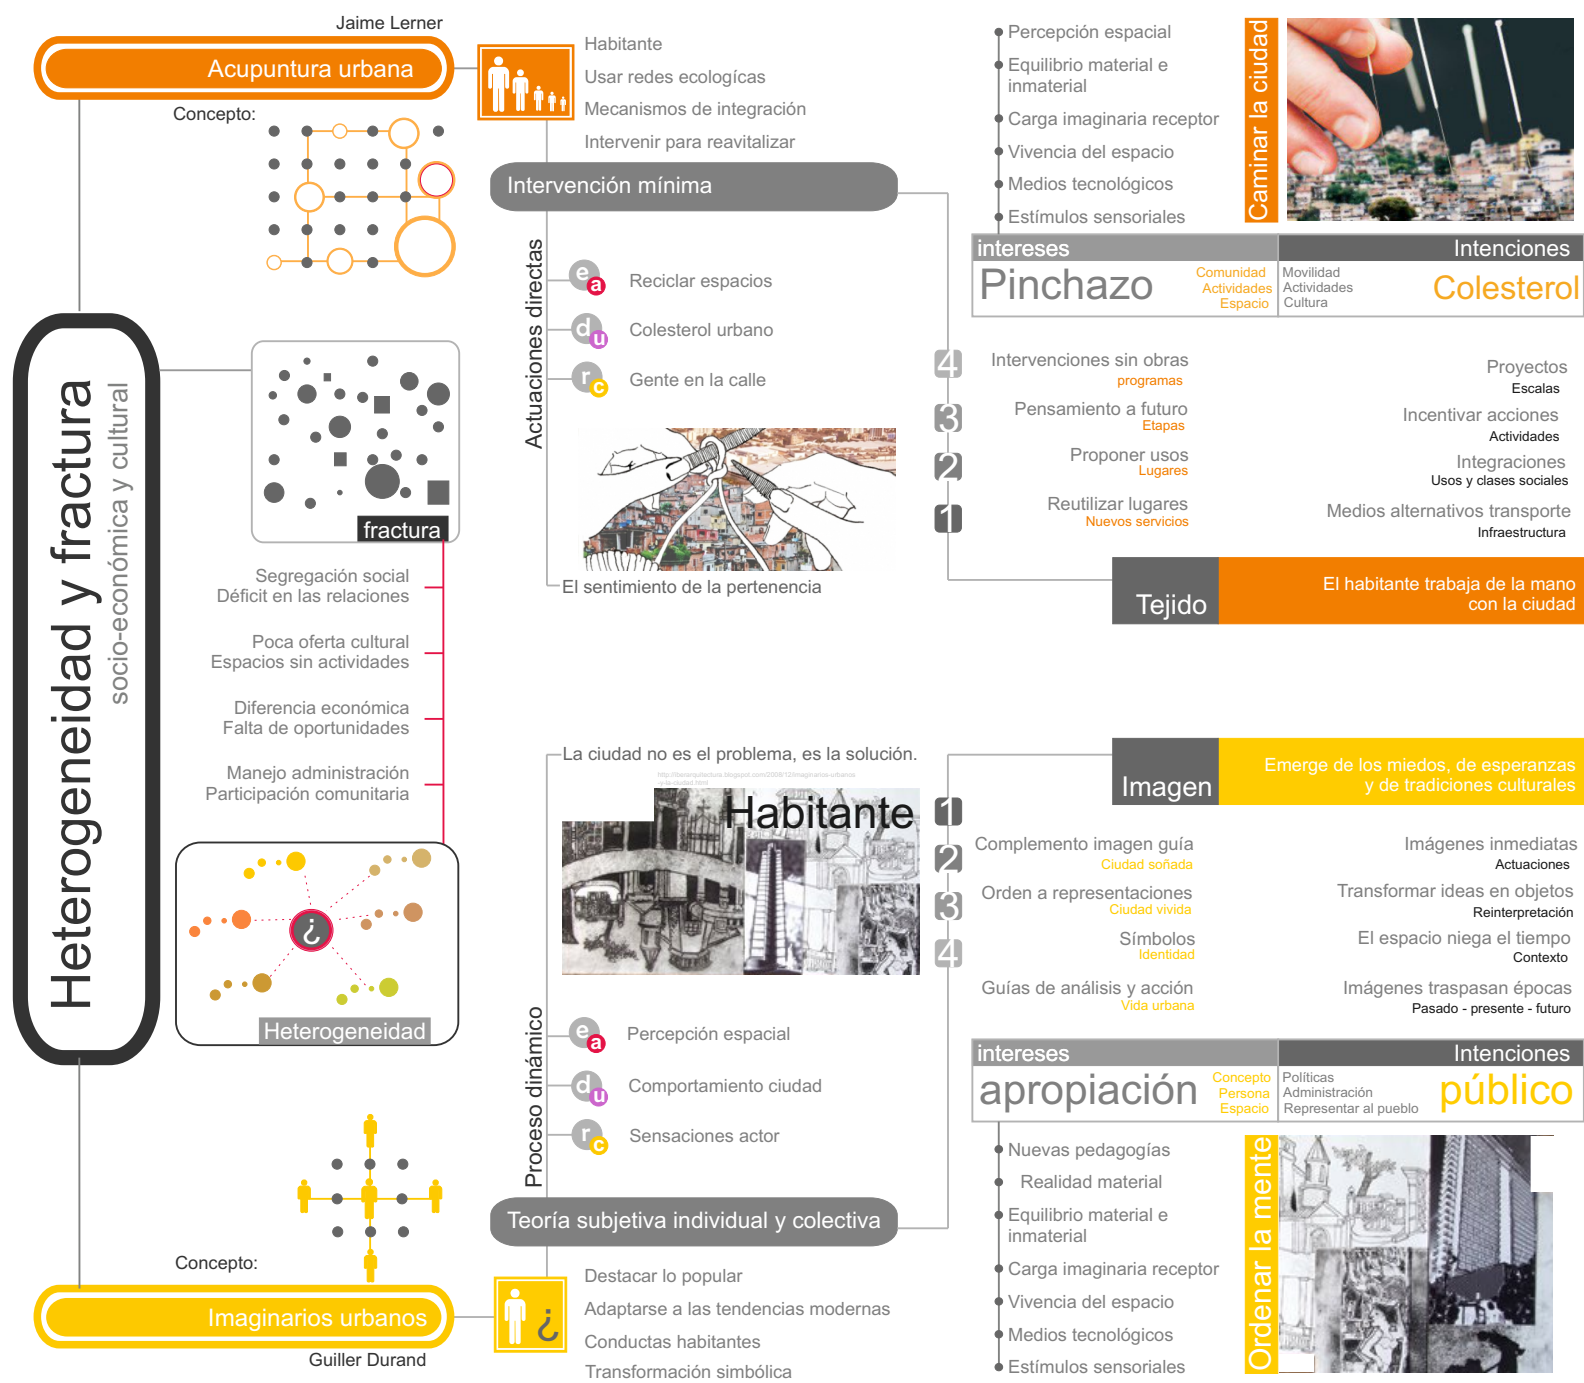 Jaime Lerner
Acupuntura urbana
Concepto:
Habitante
Usar redes ecologícas
Mecanismos de integración
Intervenir para reavitalizar
Intervención mínima
Actuaciones directas
e a
Reciclar espacios
d u
Colesterol urbano
r c
Gente en la calle
El sentimiento de la pertenencia
Percepción espacial
Equilibrio material e
inmaterial
Carga imaginaria receptor
Vivencia del espacio
Medios tecnológicos
Estímulos sensoriales
Caminar la ciudad
intereses
Intenciones
Pinchazo
Comunidad
Actividades
Espacio
Movilidad
Actividades
Cultura
Colesterol
4
Intervenciones sin obras
programas
Proyectos
Escalas
3
Pensamiento a futuro
Etapas
Incentivar acciones
Actividades
2
Proponer usos
Lugares
Integraciones
Usos y clases sociales
1
Reutilizar lugares
Nuevos servicios
Medios alternativos transporte
Infraestructura
Tejido
El habitante trabaja de la mano
con la ciudad
Heterogeneidad y fractura
socio-económica y cultural
fractura
Segregación social
Déficit en las relaciones
Poca oferta cultural
Espacios sin actividades
Diferencia económica
Falta de oportunidades
Manejo administración
Participación comunitaria
¿
Heterogeneidad
La ciudad no es el problema, es la solución.
http://iberarquitectura.blogspot.com/2008/12/imaginarios-urbanos
-y-la-ciudad.html
Habitante
Imagen
Emerge de los miedos, de esperanzas
y de tradiciones culturales
1
2
3
4
Complemento imagen guía
Ciudad soñada
Imágenes inmediatas
Actuaciones
Orden a representaciones
Ciudad vivida
Transformar ideas en objetos
Reinterpretación
Símbolos
Identidad
El espacio niega el tiempo
Contexto
Guías de análisis y acción
Vida urbana
Imágenes traspasan épocas
Pasado - presente - futuro
Proceso dinámico
e a
Percepción espacial
d u
Comportamiento ciudad
r c
Sensaciones actor
Teoría subjetiva individual y colectiva
intereses
Intenciones
apropiación
Concepto
Persona
Espacio
Políticas
Administración
Representar al pueblo
público
Nuevas pedagogías
Realidad material
Equilibrio material e
inmaterial
Carga imaginaria receptor
Vivencia del espacio
Medios tecnológicos
Estímulos sensoriales
Ordenar la mente
Concepto:
Imaginarios urbanos
Guiller Durand
¿
Destacar lo popular
Adaptarse a las tendencias modernas
Conductas habitantes
Transformación simbólica